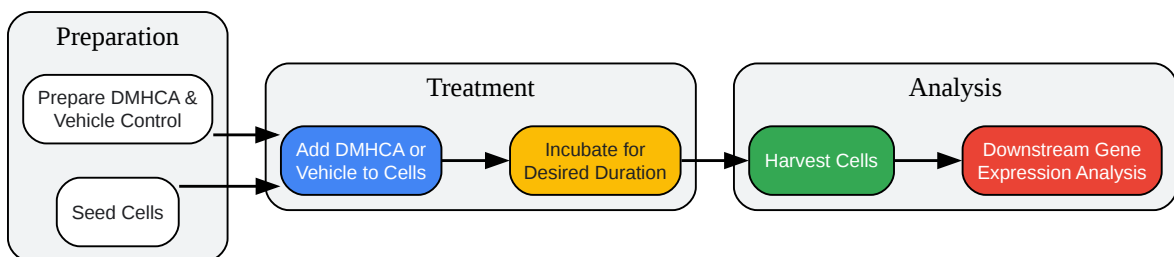 Preparation
Prepare DMHCA &
Vehicle Control
Seed Cells
Treatment
Add DMHCA or
Vehicle to Cells
Incubate for
Desired Duration
Analysis
Harvest Cells
Downstream Gene
Expression Analysis